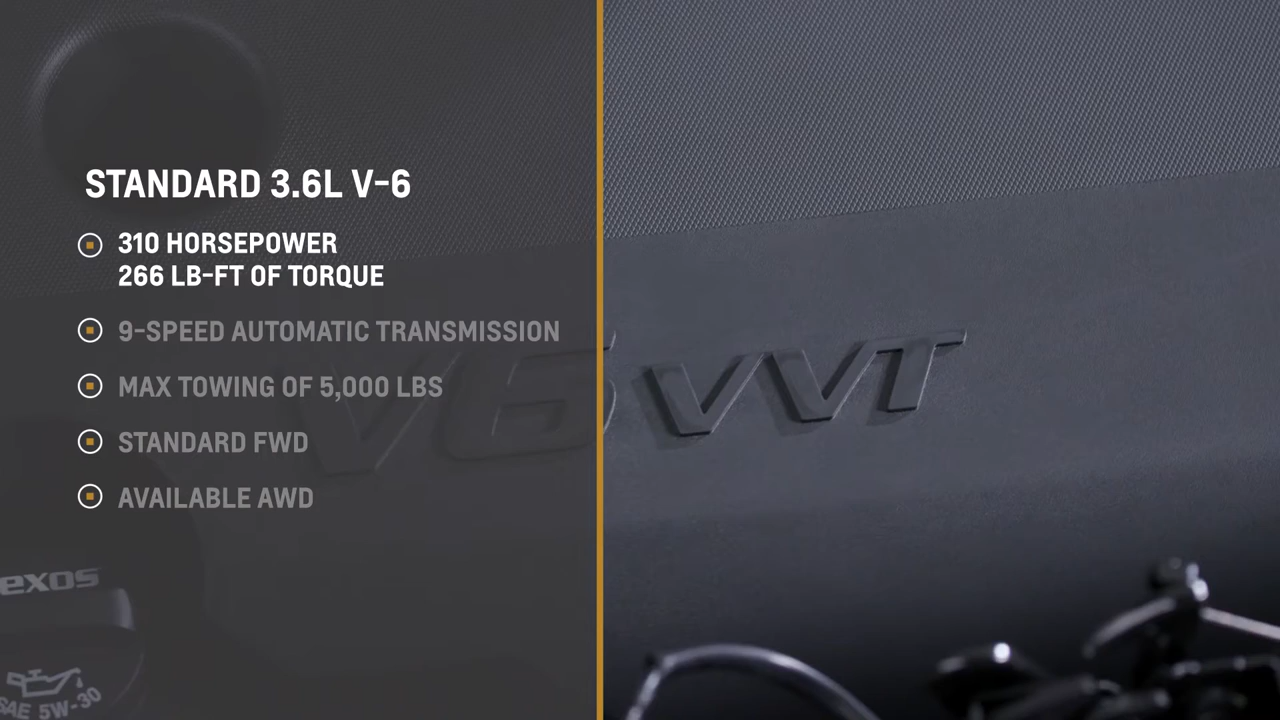 STANDARD 3.6L V-6
310 HORSEPOWER
266 LB-FT OF TORQUE
9-SPEED AUTOMATIC TRANSMISSION
MAX TOWING OF 5,000 LBS
STANDARD FWD
AVAILABLE AWD
V6 VVT
exos
SAE 5W-30